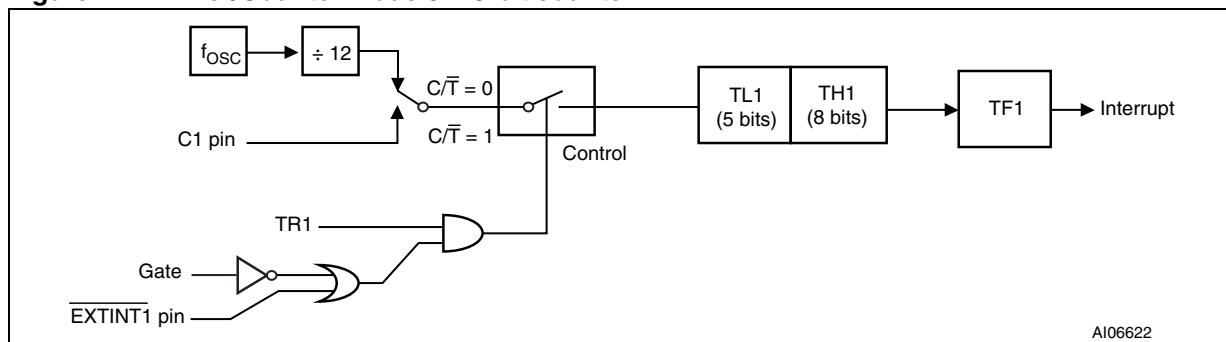 fOSC
÷ 12
C/T̅ = 0
C/T̅ = 1
C1 pin
Control
TL1
(5 bits)
TH1
(8 bits)
TF1
Interrupt
TR1
Gate
E̅X̅T̅I̅N̅T̅1̅ pin
AI06622